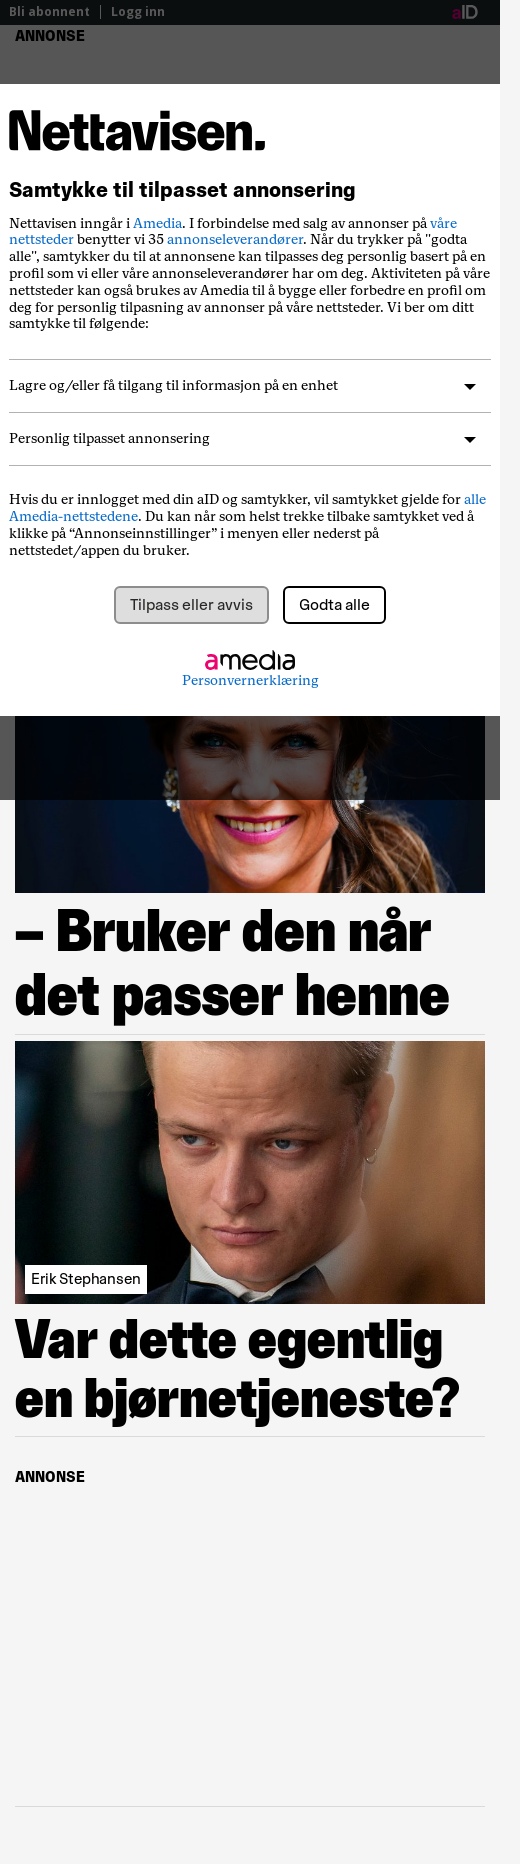 Bli abonnent | Logg inn
aID
ANNONSE
Nettavisen.
Samtykke til tilpasset annonsering
Nettavisen inngår i Amedia. I forbindelse med salg av annonser på våre
nettsteder benytter vi 35 annonseleverandører. Når du trykker på "godta
alle", samtykker du til at annonsene kan tilpasses deg personlig basert på en
profil som vi eller våre annonseleverandører har om deg. Aktiviteten på våre
nettsteder kan også brukes av Amedia til å bygge eller forbedre en profil om
deg for personlig tilpasning av annonser på våre nettsteder. Vi ber om ditt
samtykke til følgende:
Lagre og/eller få tilgang til informasjon på en enhet
Personlig tilpasset annonsering
Hvis du er innlogget med din aID og samtykker, vil samtykket gjelde for alle
Amedia-nettstedene. Du kan når som helst trekke tilbake samtykket ved å
klikke på “Annonseinnstillinger” i menyen eller nederst på
nettstedet/appen du bruker.
Tilpass eller avvis
Godta alle
amedia
Personvernerklæring
– Bruker den når
det passer henne
Erik Stephansen
Var dette egentlig
en bjørnetjeneste?
ANNONSE